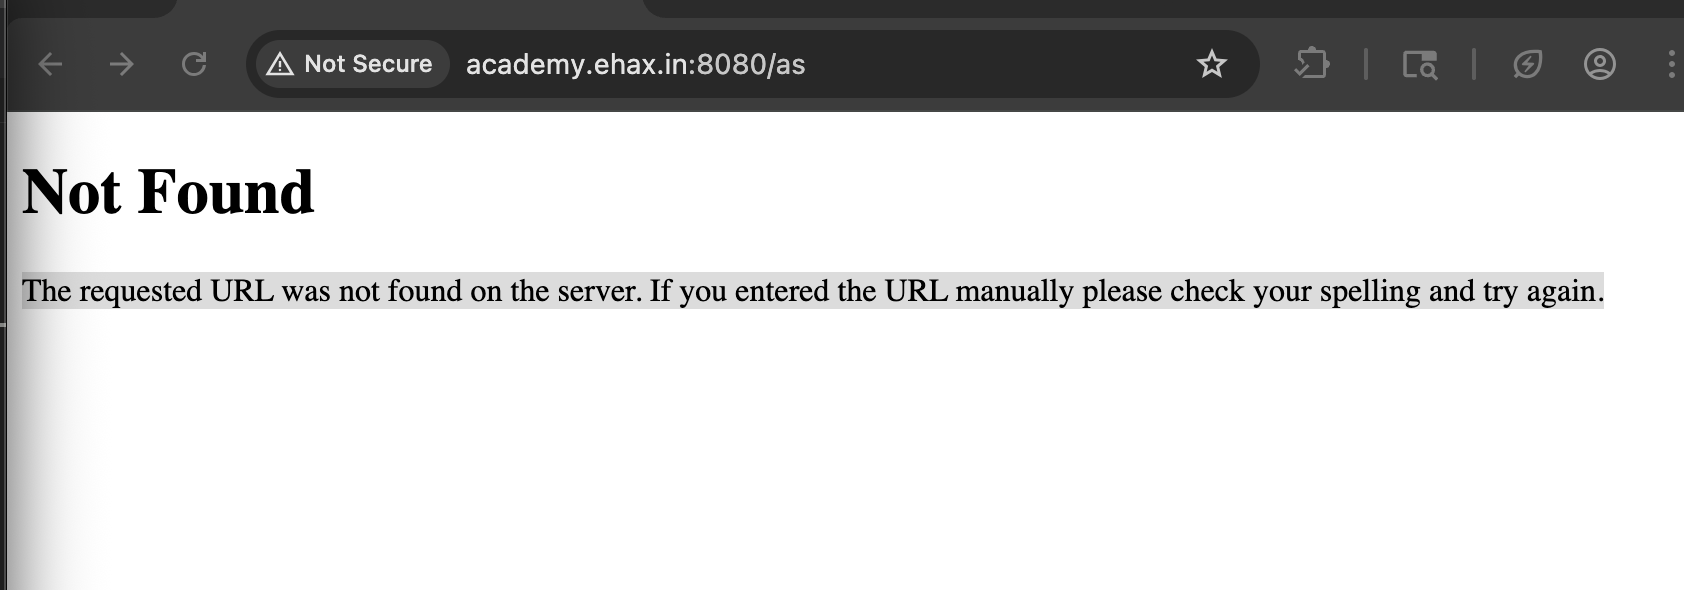 Not Secure academy.ehax.in:8080/as
Not Found
The requested URL was not found on the server. If you entered the URL manually please check your spelling and try again.